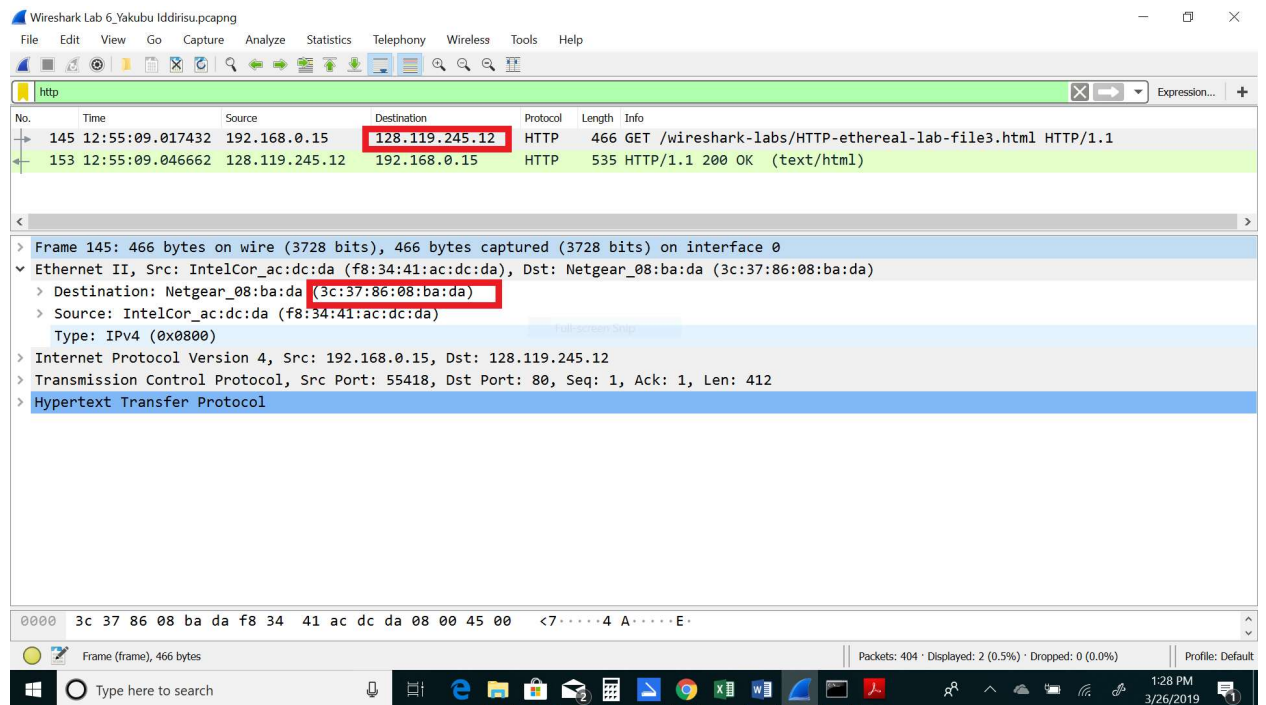 Wireshark Lab 6_Yakubu Iddirisu.pcapng
File Edit View Go Capture Analyze Statistics Telephony Wireless Tools Help
http Expression... +
No. Time Source Destination Protocol Length Info
145 12:55:09.017432 192.168.0.15 128.119.245.12 HTTP 466 GET /wireshark-labs/HTTP-ethereal-lab-file3.html HTTP/1.1
153 12:55:09.046662 128.119.245.12 192.168.0.15 HTTP 535 HTTP/1.1 200 OK (text/html)
Frame 145: 466 bytes on wire (3728 bits), 466 bytes captured (3728 bits) on interface 0
Ethernet II, Src: IntelCor_ac:dc:da (f8:34:41:ac:dc:da), Dst: Netgear_08:ba:da (3c:37:86:08:ba:da)
Destination: Netgear_08:ba:da (3c:37:86:08:ba:da)
Source: IntelCor_ac:dc:da (f8:34:41:ac:dc:da)
Full-screen Snip
Type: IPv4 (0x0800)
Internet Protocol Version 4, Src: 192.168.0.15, Dst: 128.119.245.12
Transmission Control Protocol, Src Port: 55418, Dst Port: 80, Seq: 1, Ack: 1, Len: 412
Hypertext Transfer Protocol
0000 3c 37 86 08 ba da f8 34 41 ac dc da 08 00 45 00 <7·····4 A·····E·
Frame (frame), 466 bytes Packets: 404 · Displayed: 2 (0.5%) · Dropped: 0 (0.0%) Profile: Default
Type here to search 2 1:28 PM
3/26/2019 1